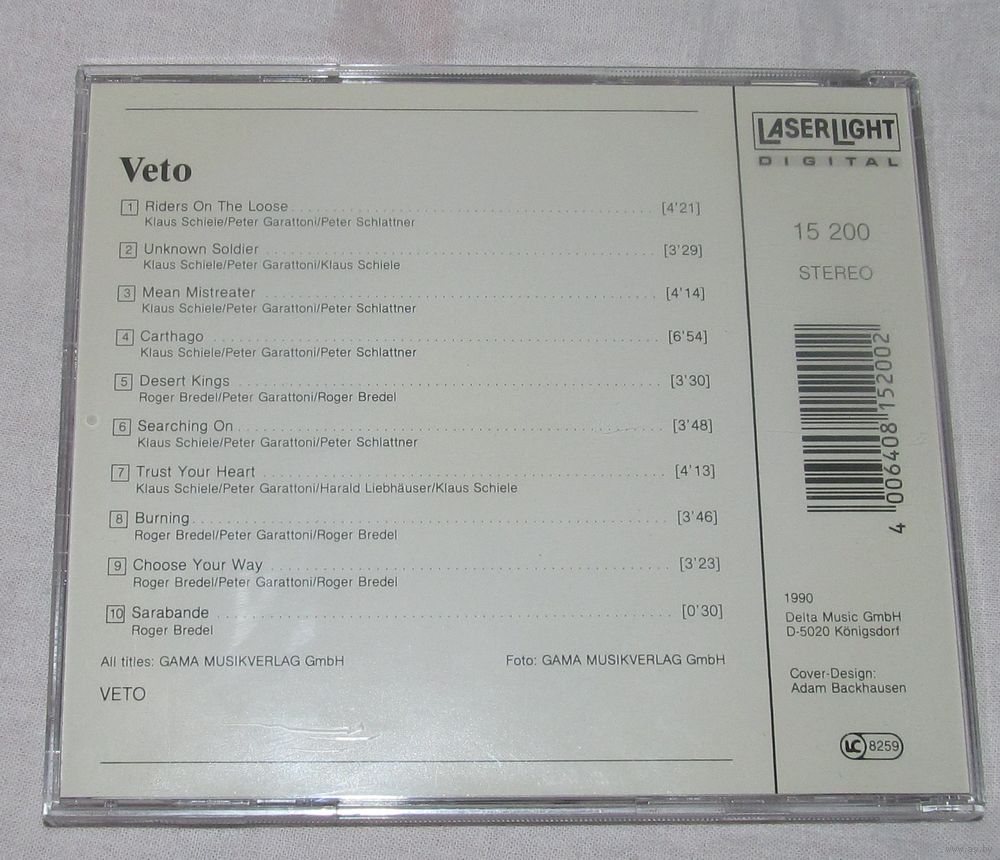 Veto
1 Riders On The Loose [4'21]
Klaus Schiele/Peter Garattoni/Peter Schlattner
2 Unknown Soldier [3'29]
Klaus Schiele/Peter Garattoni/Klaus Schiele
3 Mean Mistreater [4'14]
Klaus Schiele/Peter Garattoni/Peter Schlattner
4 Carthago [6'54]
Klaus Schiele/Peter Garattoni/Peter Schlattner
5 Desert Kings [3'30]
Roger Bredel/Peter Garattoni/Roger Bredel
6 Searching On [3'48]
Klaus Schiele/Peter Garattoni/Peter Schlattner
7 Trust Your Heart [4'13]
Klaus Schiele/Peter Garattoni/Harald Liebhäuser/Klaus Schiele
8 Burning [3'46]
Roger Bredel/Peter Garattoni/Roger Bredel
9 Choose Your Way [3'23]
Roger Bredel/Peter Garattoni/Roger Bredel
10 Sarabande [0'30]
Roger Bredel
All titles: GAMA MUSIKVERLAG GmbH
Foto: GAMA MUSIKVERLAG GmbH
VETO
LASERLIGHT
DIGITAL
15 200
STEREO
4 006408 152002
1990
Delta Music GmbH
D-5020 Königsdorf
Cover-Design:
Adam Backhausen
LC 8259
www.ay.by